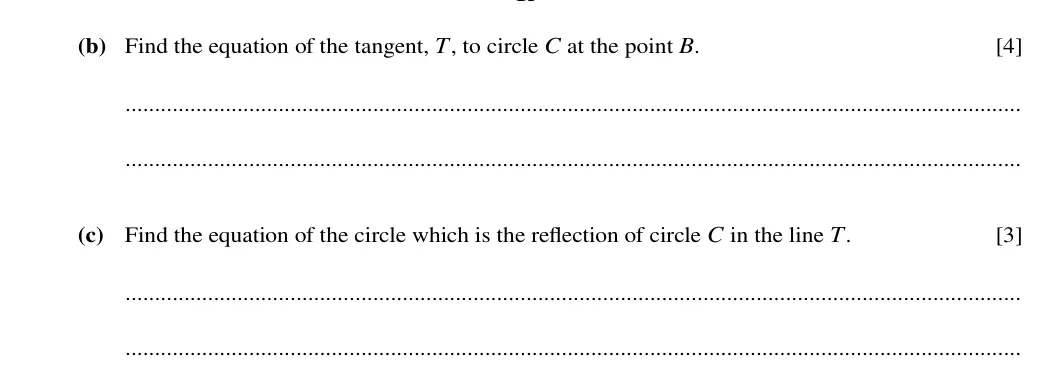 (b) Find the equation of the tangent, T, to circle C at the point B. [4]
................................................................................
................................................................................
(c) Find the equation of the circle which is the reflection of circle C in the line T. [3]
................................................................................
................................................................................